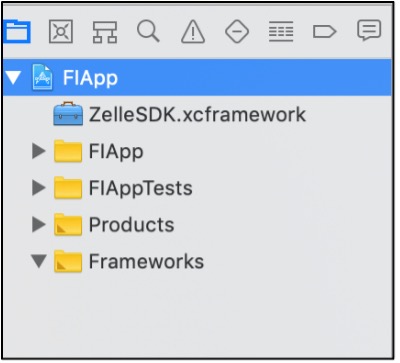 FIApp
ZelleSDK.xcframework
FIApp
FIAppTests
Products
Frameworks